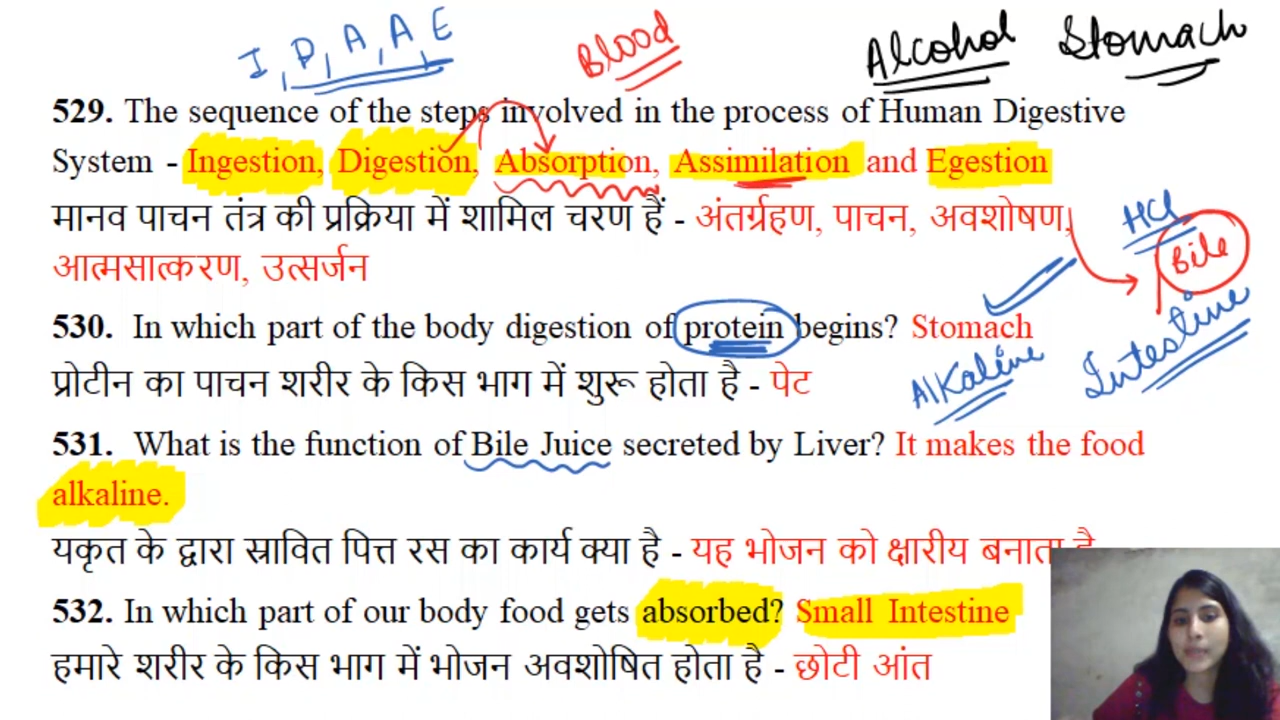 I, D, A, A, E
Blood
Alcohol Stomach
529. The sequence of the steps involved in the process of Human Digestive
System - Ingestion, Digestion, Absorption, Assimilation and Egestion
मानव पाचन तंत्र की प्रक्रिया में शामिल चरण हैं - अंतर्ग्रहण, पाचन, अवशोषण,
HCl
Bile
आत्मसात्करण, उत्सर्जन
530. In which part of the body digestion of protein begins? Stomach
Alkaline Intestine
प्रोटीन का पाचन शरीर के किस भाग में शुरू होता है - पेट
531. What is the function of Bile Juice secreted by Liver? It makes the food
alkaline.
यकृत के द्वारा स्रावित पित्त रस का कार्य क्या है - यह भोजन को क्षारीय बनाता है
532. In which part of our body food gets absorbed? Small Intestine
हमारे शरीर के किस भाग में भोजन अवशोषित होता है - छोटी आंत